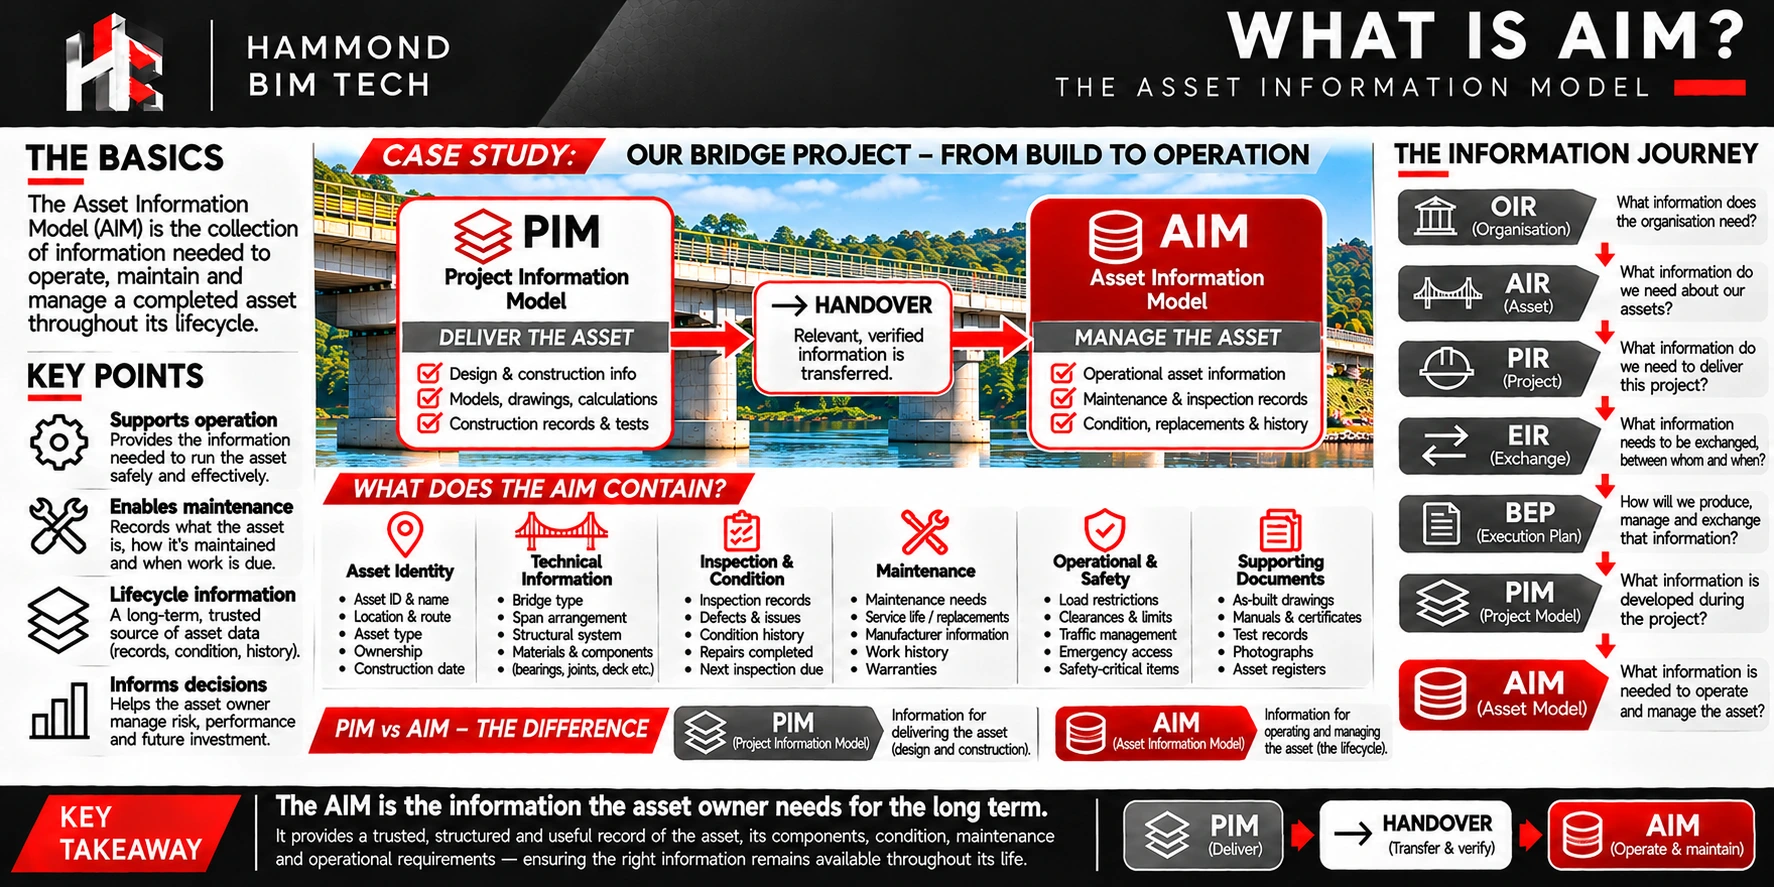 HAMMOND
BIM TECH
WHAT IS AIM?
THE ASSET INFORMATION MODEL
THE BASICS
The Asset Information
Model (AIM) is the collection
of information needed to
operate, maintain and
manage a completed asset
throughout its lifecycle.
KEY POINTS
Supports operation
Provides the information
needed to run the asset
safely and effectively.
Enables maintenance
Records what the asset
is, how it's maintained
and when work is due.
Lifecycle information
A long-term, trusted
source of asset data
(records, condition, history).
Informs decisions
Helps the asset owner
manage risk, performance
and future investment.
CASE STUDY:
OUR BRIDGE PROJECT – FROM BUILD TO OPERATION
PIM
Project Information
Model
DELIVER THE ASSET
Design & construction info
Models, drawings, calculations
Construction records & tests
→ HANDOVER
Relevant, verified
information is
transferred.
AIM
Asset Information
Model
MANAGE THE ASSET
Operational asset information
Maintenance & inspection records
Condition, replacements & history
WHAT DOES THE AIM CONTAIN?
Asset Identity
• Asset ID & name
• Location & route
• Asset type
• Ownership
• Construction date
Technical
Information
• Bridge type
• Span arrangement
• Structural system
• Materials & components
• (bearings, joints, deck etc.)
Inspection &
Condition
• Inspection records
• Defects & issues
• Condition history
• Repairs completed
• Next inspection due
Maintenance
• Maintenance needs
• Service life / replacements
• Manufacturer information
• Work history
• Warranties
Operational &
Safety
• Load restrictions
• Clearances & limits
• Traffic management
• Emergency access
• Safety-critical items
Supporting
Documents
• As-built drawings
• Manuals & certificates
• Test records
• Photographs
• Asset registers
PIM vs AIM – THE DIFFERENCE
PIM
(Project Information Model)
Information for
delivering the asset
(design and construction).
AIM
(Asset Information Model)
Information for
operating and managing
the asset (the lifecycle).
THE INFORMATION JOURNEY
OIR
(Organisation)
What information does
the organisation need?
AIR
(Asset)
What information do
we need about our
assets?
PIR
(Project)
What information do
we need to deliver
this project?
EIR
(Exchange)
What information
needs to be exchanged,
between whom and when?
BEP
(Execution Plan)
How will we produce,
manage and exchange
that information?
PIM
(Project Model)
What information is
developed during
the project?
AIM
(Asset Model)
What information is
needed to operate
and manage the asset?
KEY
TAKEAWAY
The AIM is the information the asset owner needs for the long term.
It provides a trusted, structured and useful record of the asset, its components, condition, maintenance
and operational requirements — ensuring the right information remains available throughout its life.
PIM
(Deliver)
→ HANDOVER
(Transfer & verify)
AIM
(Operate & maintain)